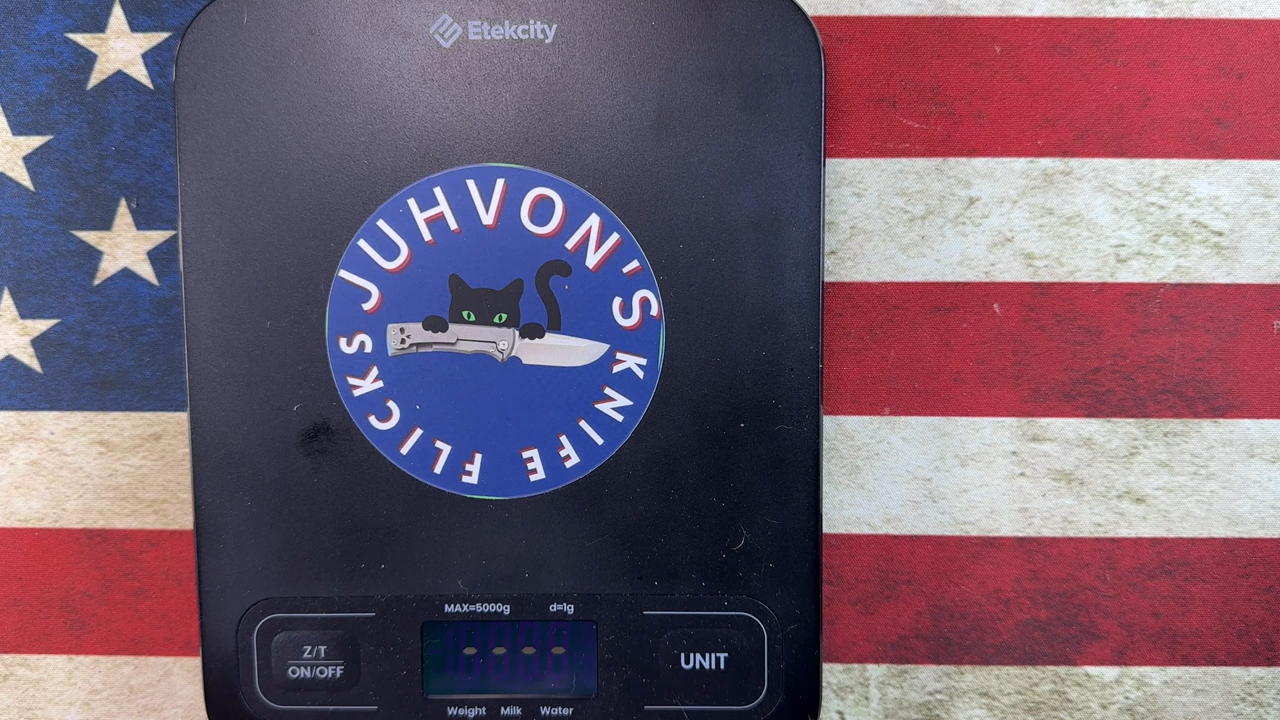 Etekcity
JUHVON'S
KNIFE FLICKS
MAX=5000g d=1g
Z/T
ON/OFF
UNIT
Weight Milk Water